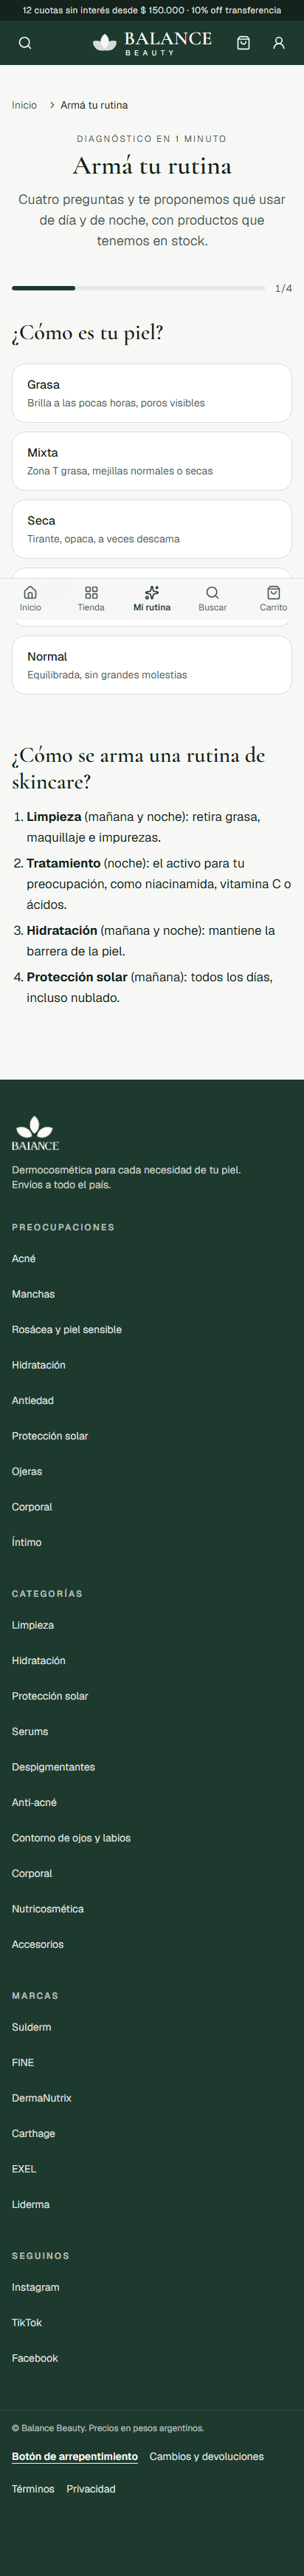 12 cuotas sin interés desde $ 150.000 · 10% off transferencia
BALANCE
BEAUTY
Inicio > Armá tu rutina
DIAGNÓSTICO EN 1 MINUTO
Armá tu rutina
Cuatro preguntas y te proponemos qué usar
de día y de noche, con productos que
tenemos en stock.
1/4
¿Cómo es tu piel?
Grasa
Brilla a las pocas horas, poros visibles
Mixta
Zona T grasa, mejillas normales o secas
Seca
Tirante, opaca, a veces descama
Inicio
Tienda
Mi rutina
Buscar
Carrito
Normal
Equilibrada, sin grandes molestias
¿Cómo se arma una rutina de
skincare?
1. Limpieza (mañana y noche): retira grasa,
maquillaje e impurezas.
2. Tratamiento (noche): el activo para tu
preocupación, como niacinamida, vitamina C o
ácidos.
3. Hidratación (mañana y noche): mantiene la
barrera de la piel.
4. Protección solar (mañana): todos los días,
incluso nublado.
BALANCE
Dermocosmética para cada necesidad de tu piel.
Envíos a todo el país.
PREOCUPACIONES
Acné
Manchas
Rosácea y piel sensible
Hidratación
Antiedad
Protección solar
Ojeras
Corporal
Íntimo
CATEGORÍAS
Limpieza
Hidratación
Protección solar
Serums
Despigmentantes
Anti-acné
Contorno de ojos y labios
Corporal
Nutricosmética
Accesorios
MARCAS
Sulderm
FINE
DermaNutrix
Carthage
EXEL
Liderma
SEGUINOS
Instagram
TikTok
Facebook
© Balance Beauty. Precios en pesos argentinos.
Botón de arrepentimiento Cambios y devoluciones
Términos Privacidad